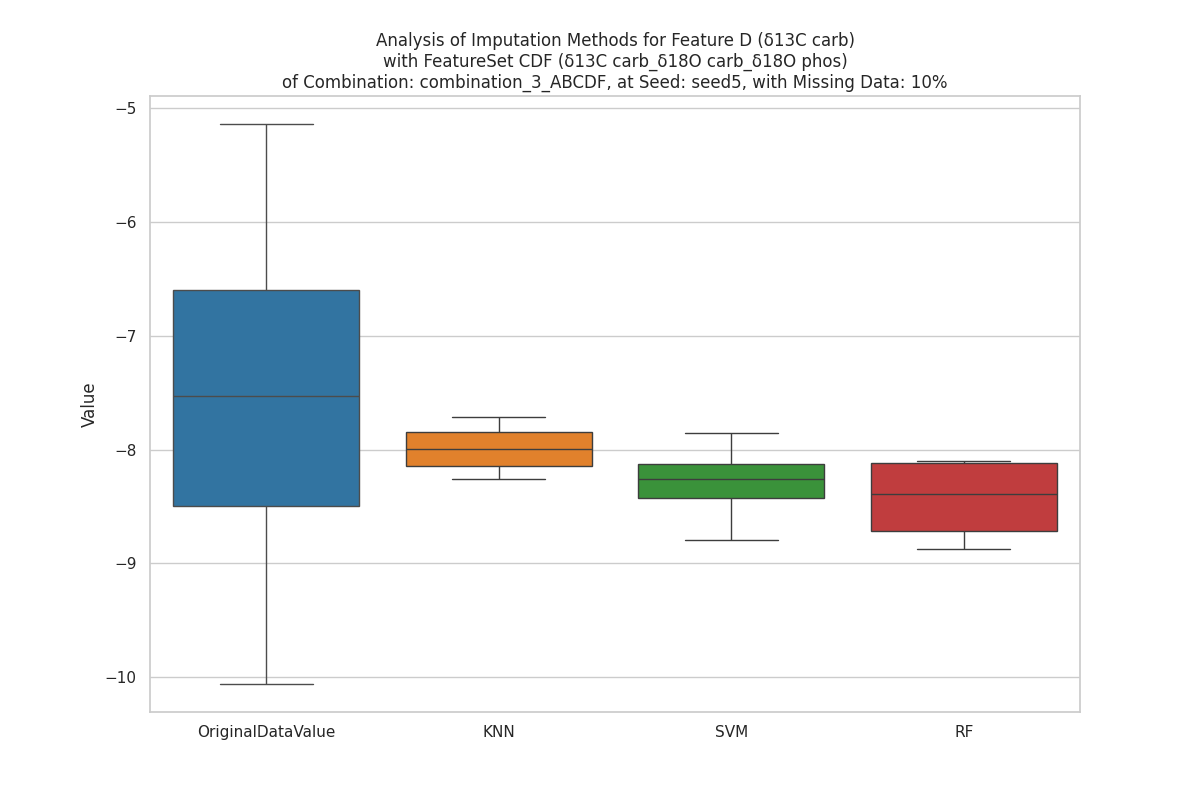 Analysis of Imputation Methods for Feature D (δ13C carb)
with FeatureSet CDF (δ13C carb_δ18O carb_δ18O phos)
of Combination: combination_3_ABCDF, at Seed: seed5, with Missing Data: 10%
−5
−6
−7
−8
−9
−10
Value
OriginalDataValue
KNN
SVM
RF